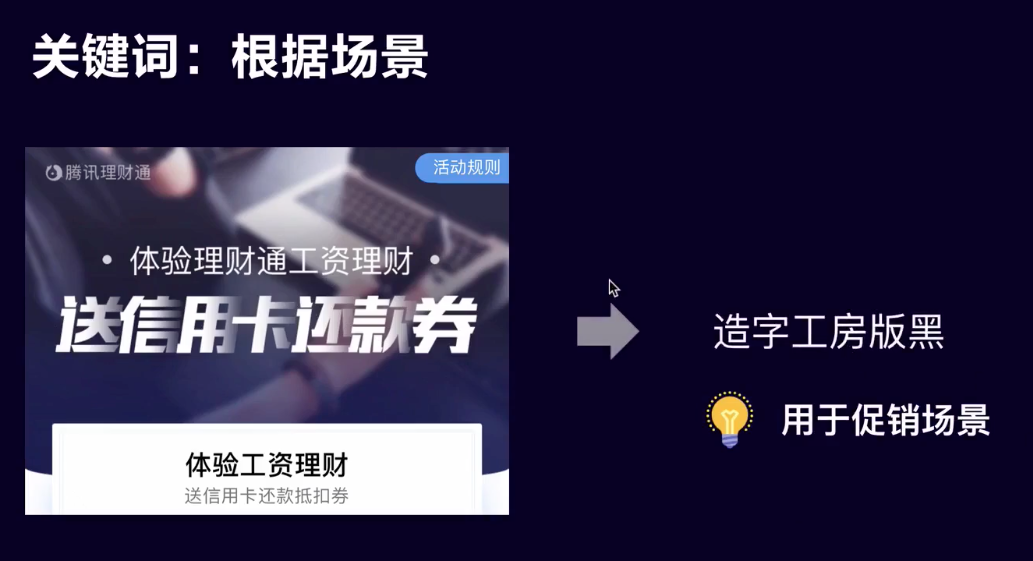 关键词：根据场景
腾讯理财通
活动规则
• 体验理财通工资理财 •
送信用卡还款券
造字工房版黑
用于促销场景
体验工资理财
送信用卡还款抵扣券